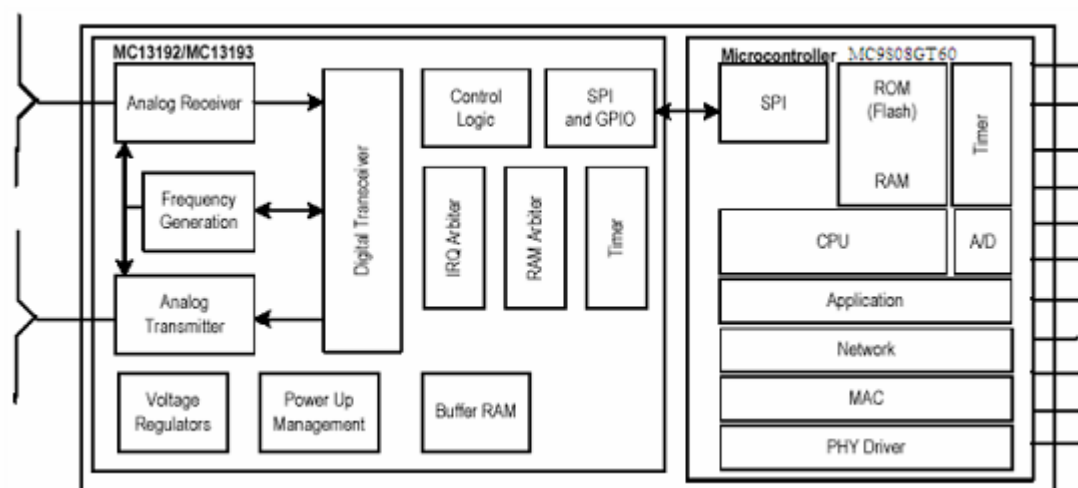 MC13192/MC13193
Analog Receiver
Frequency
Generation
Analog
Transmitter
Voltage
Regulators
Power Up
Management
Buffer RAM
Digital Transceiver
Control
Logic
SPI
and GPIO
IRQ Arbiter
RAM Arbiter
Timer
Microcontroller MC9808GT60
SPI
ROM
(Flash)
RAM
Timer
CPU
A/D
Application
Network
MAC
PHY Driver